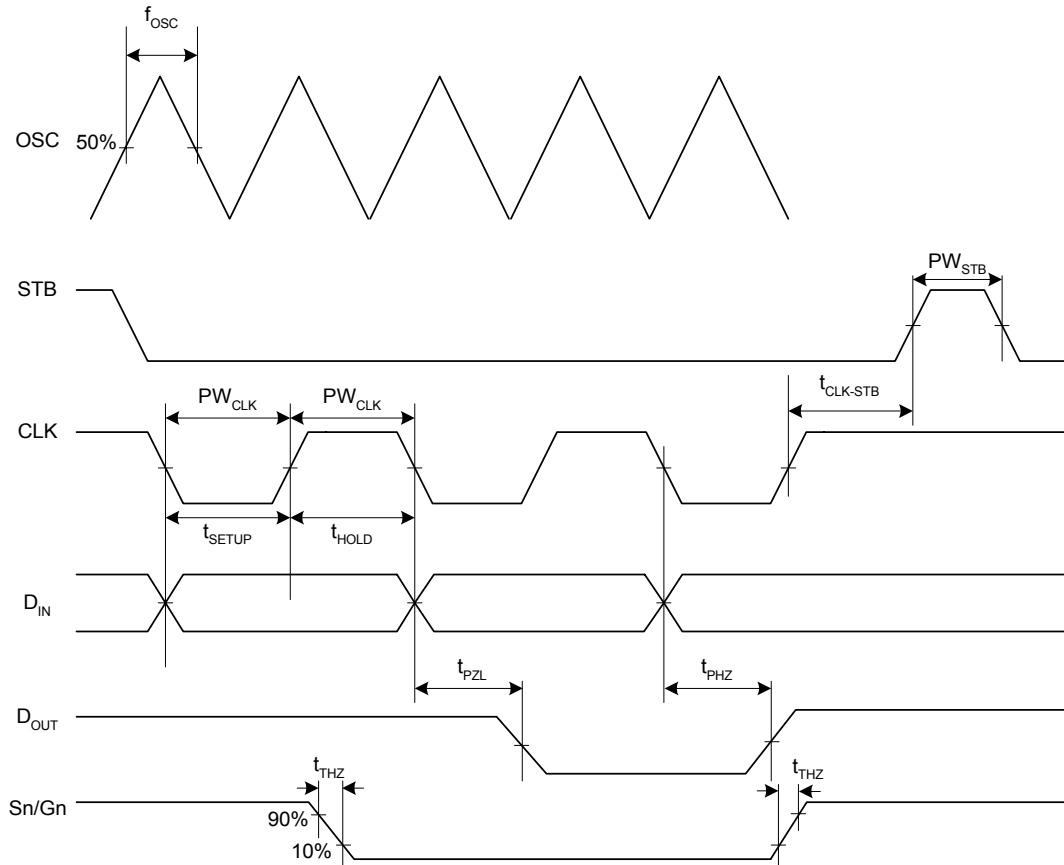 fOSC
OSC
50%
STB
PWSTB
tCLK-STB
PWCLK
PWCLK
CLK
tSETUP
tHOLD
DIN
tPZL
tPHZ
DOUT
tTHZ
tTHZ
Sn/Gn
90%
10%